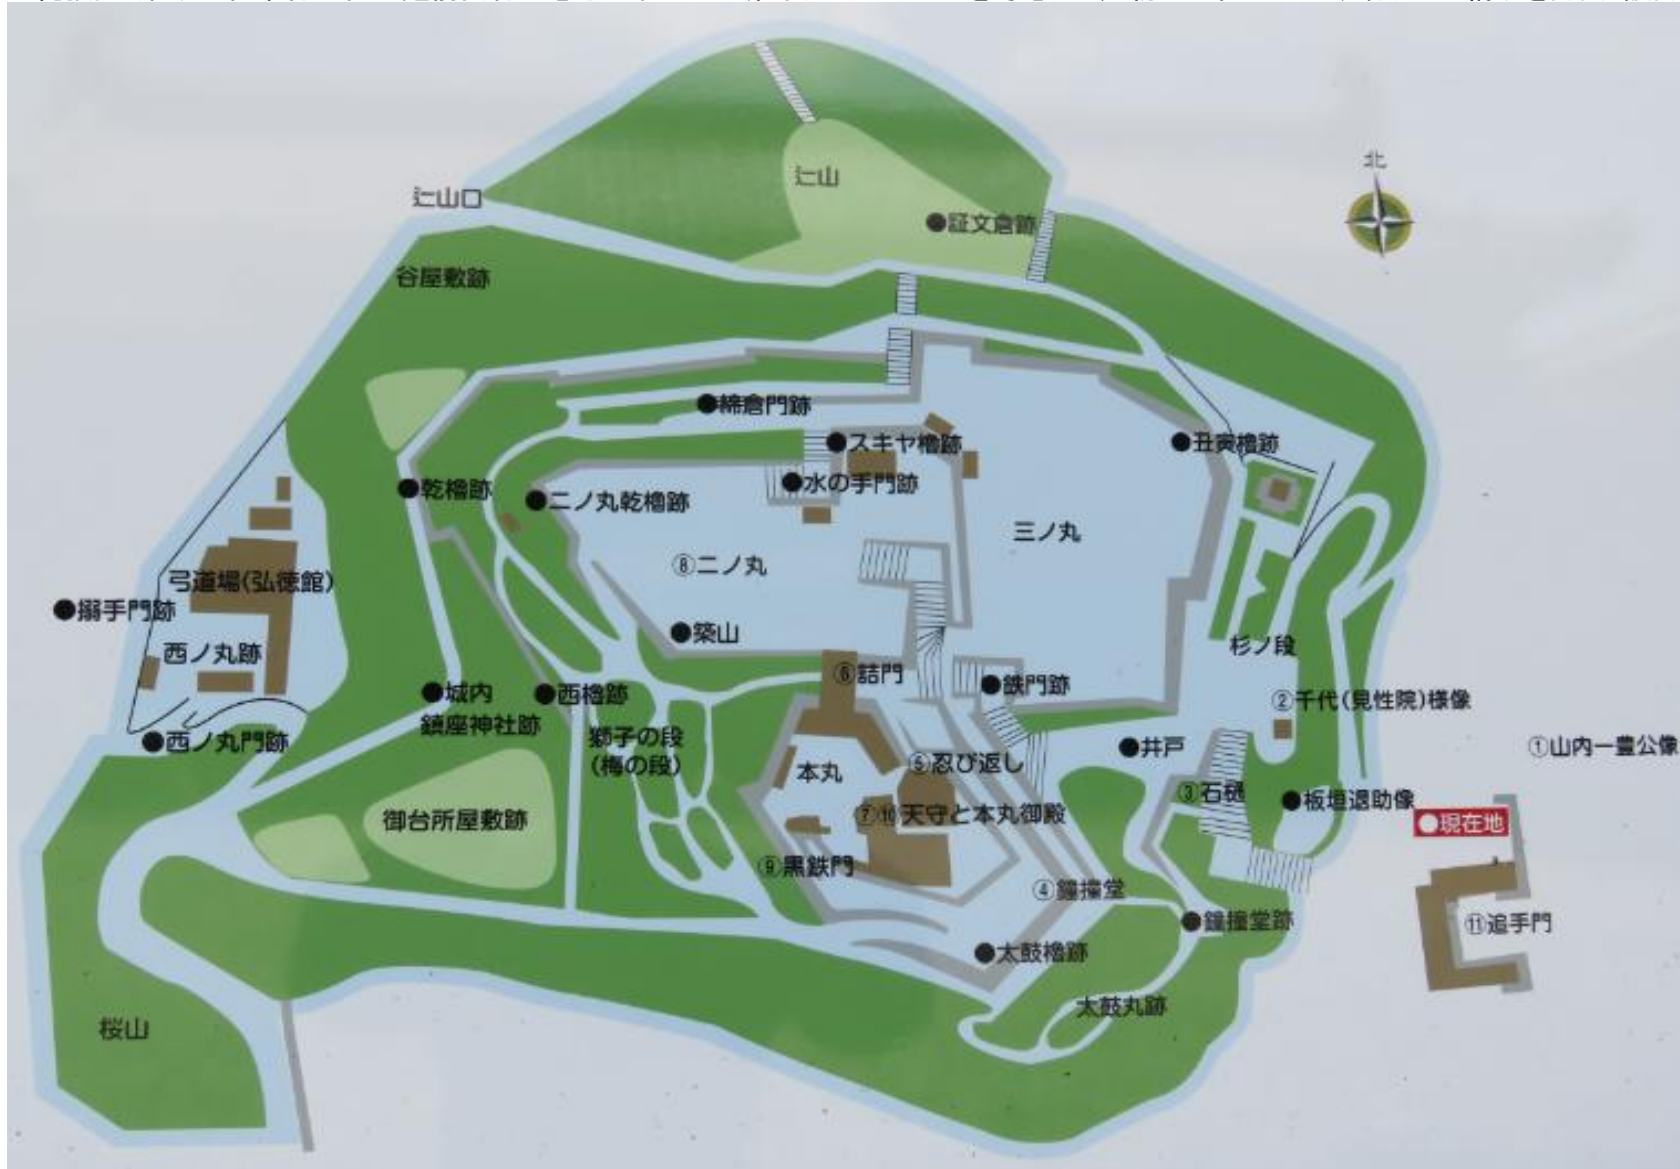 北
辻山
辻山口
●証文倉跡
谷屋敷跡
●綿倉門跡
●スキヤ櫓跡
●丑寅櫓跡
●乾櫓跡
●二ノ丸乾櫓跡
●水の手門跡
三ノ丸
⑧二ノ丸
弓道場(弘徳館)
●搦手門跡
西ノ丸跡
●築山
杉ノ段
⑥詰門
●鉄門跡
●城内
鎮座神社跡
●西櫓跡
②千代(見性院)様像
●西ノ丸門跡
獅子の段
(梅の段)
●井戸
①山内一豊公像
本丸
⑤忍び返し
③石樋
●板垣退助像
御台所屋敷跡
⑦⑩天守と本丸御殿
●現在地
⑨黒鉄門
④鐘撞堂
●鐘撞堂跡
⑪追手門
●太鼓櫓跡
太鼓丸跡
桜山